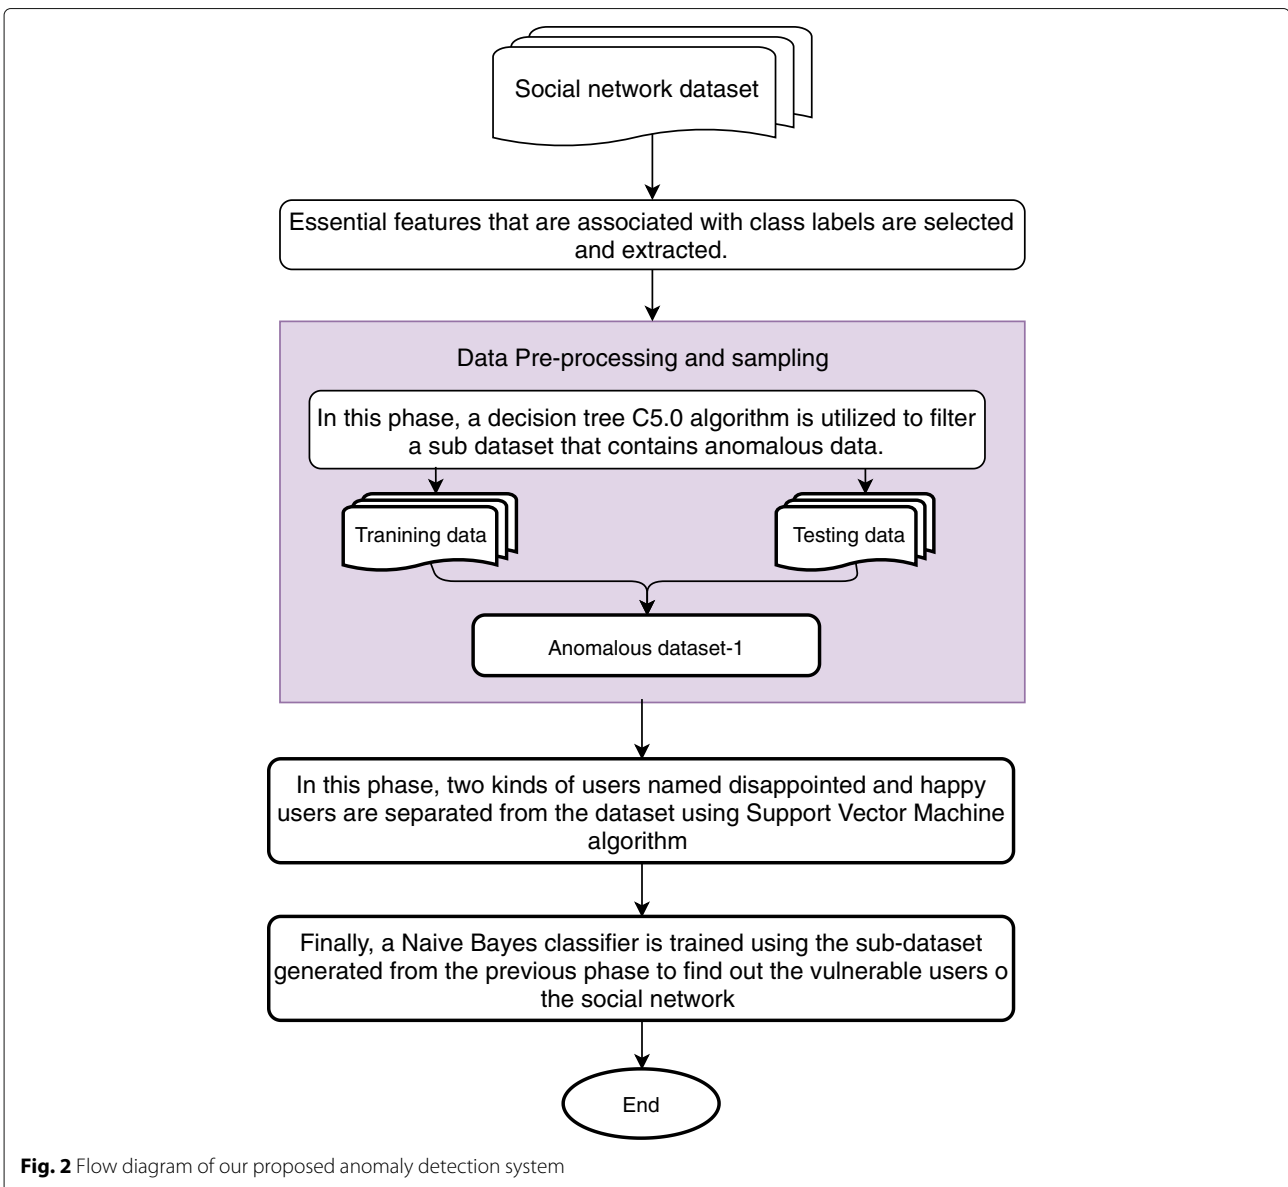 Social network dataset
Essential features that are associated with class labels are selected
and extracted.
Data Pre-processing and sampling
In this phase, a decision tree C5.0 algorithm is utilized to filter
a sub dataset that contains anomalous data.
Tranining data
Testing data
Anomalous dataset-1
In this phase, two kinds of users named disappointed and happy
users are separated from the dataset using Support Vector Machine
algorithm
Finally, a Naive Bayes classifier is trained using the sub-dataset
generated from the previous phase to find out the vulnerable users o
the social network
End
Fig. 2 Flow diagram of our proposed anomaly detection system